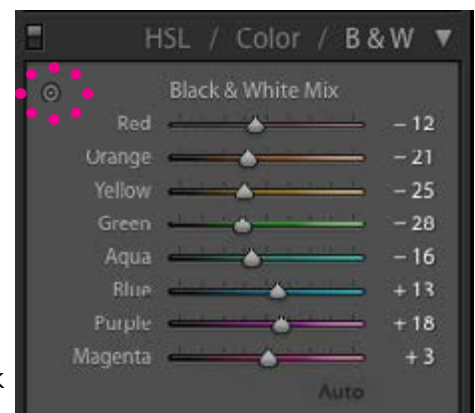 HSL / Color / B & W
Black & White Mix
Red – 12
Orange – 21
Yellow – 25
Green – 28
Aqua – 16
Blue + 13
Purple + 18
Magenta + 3
k
Auto